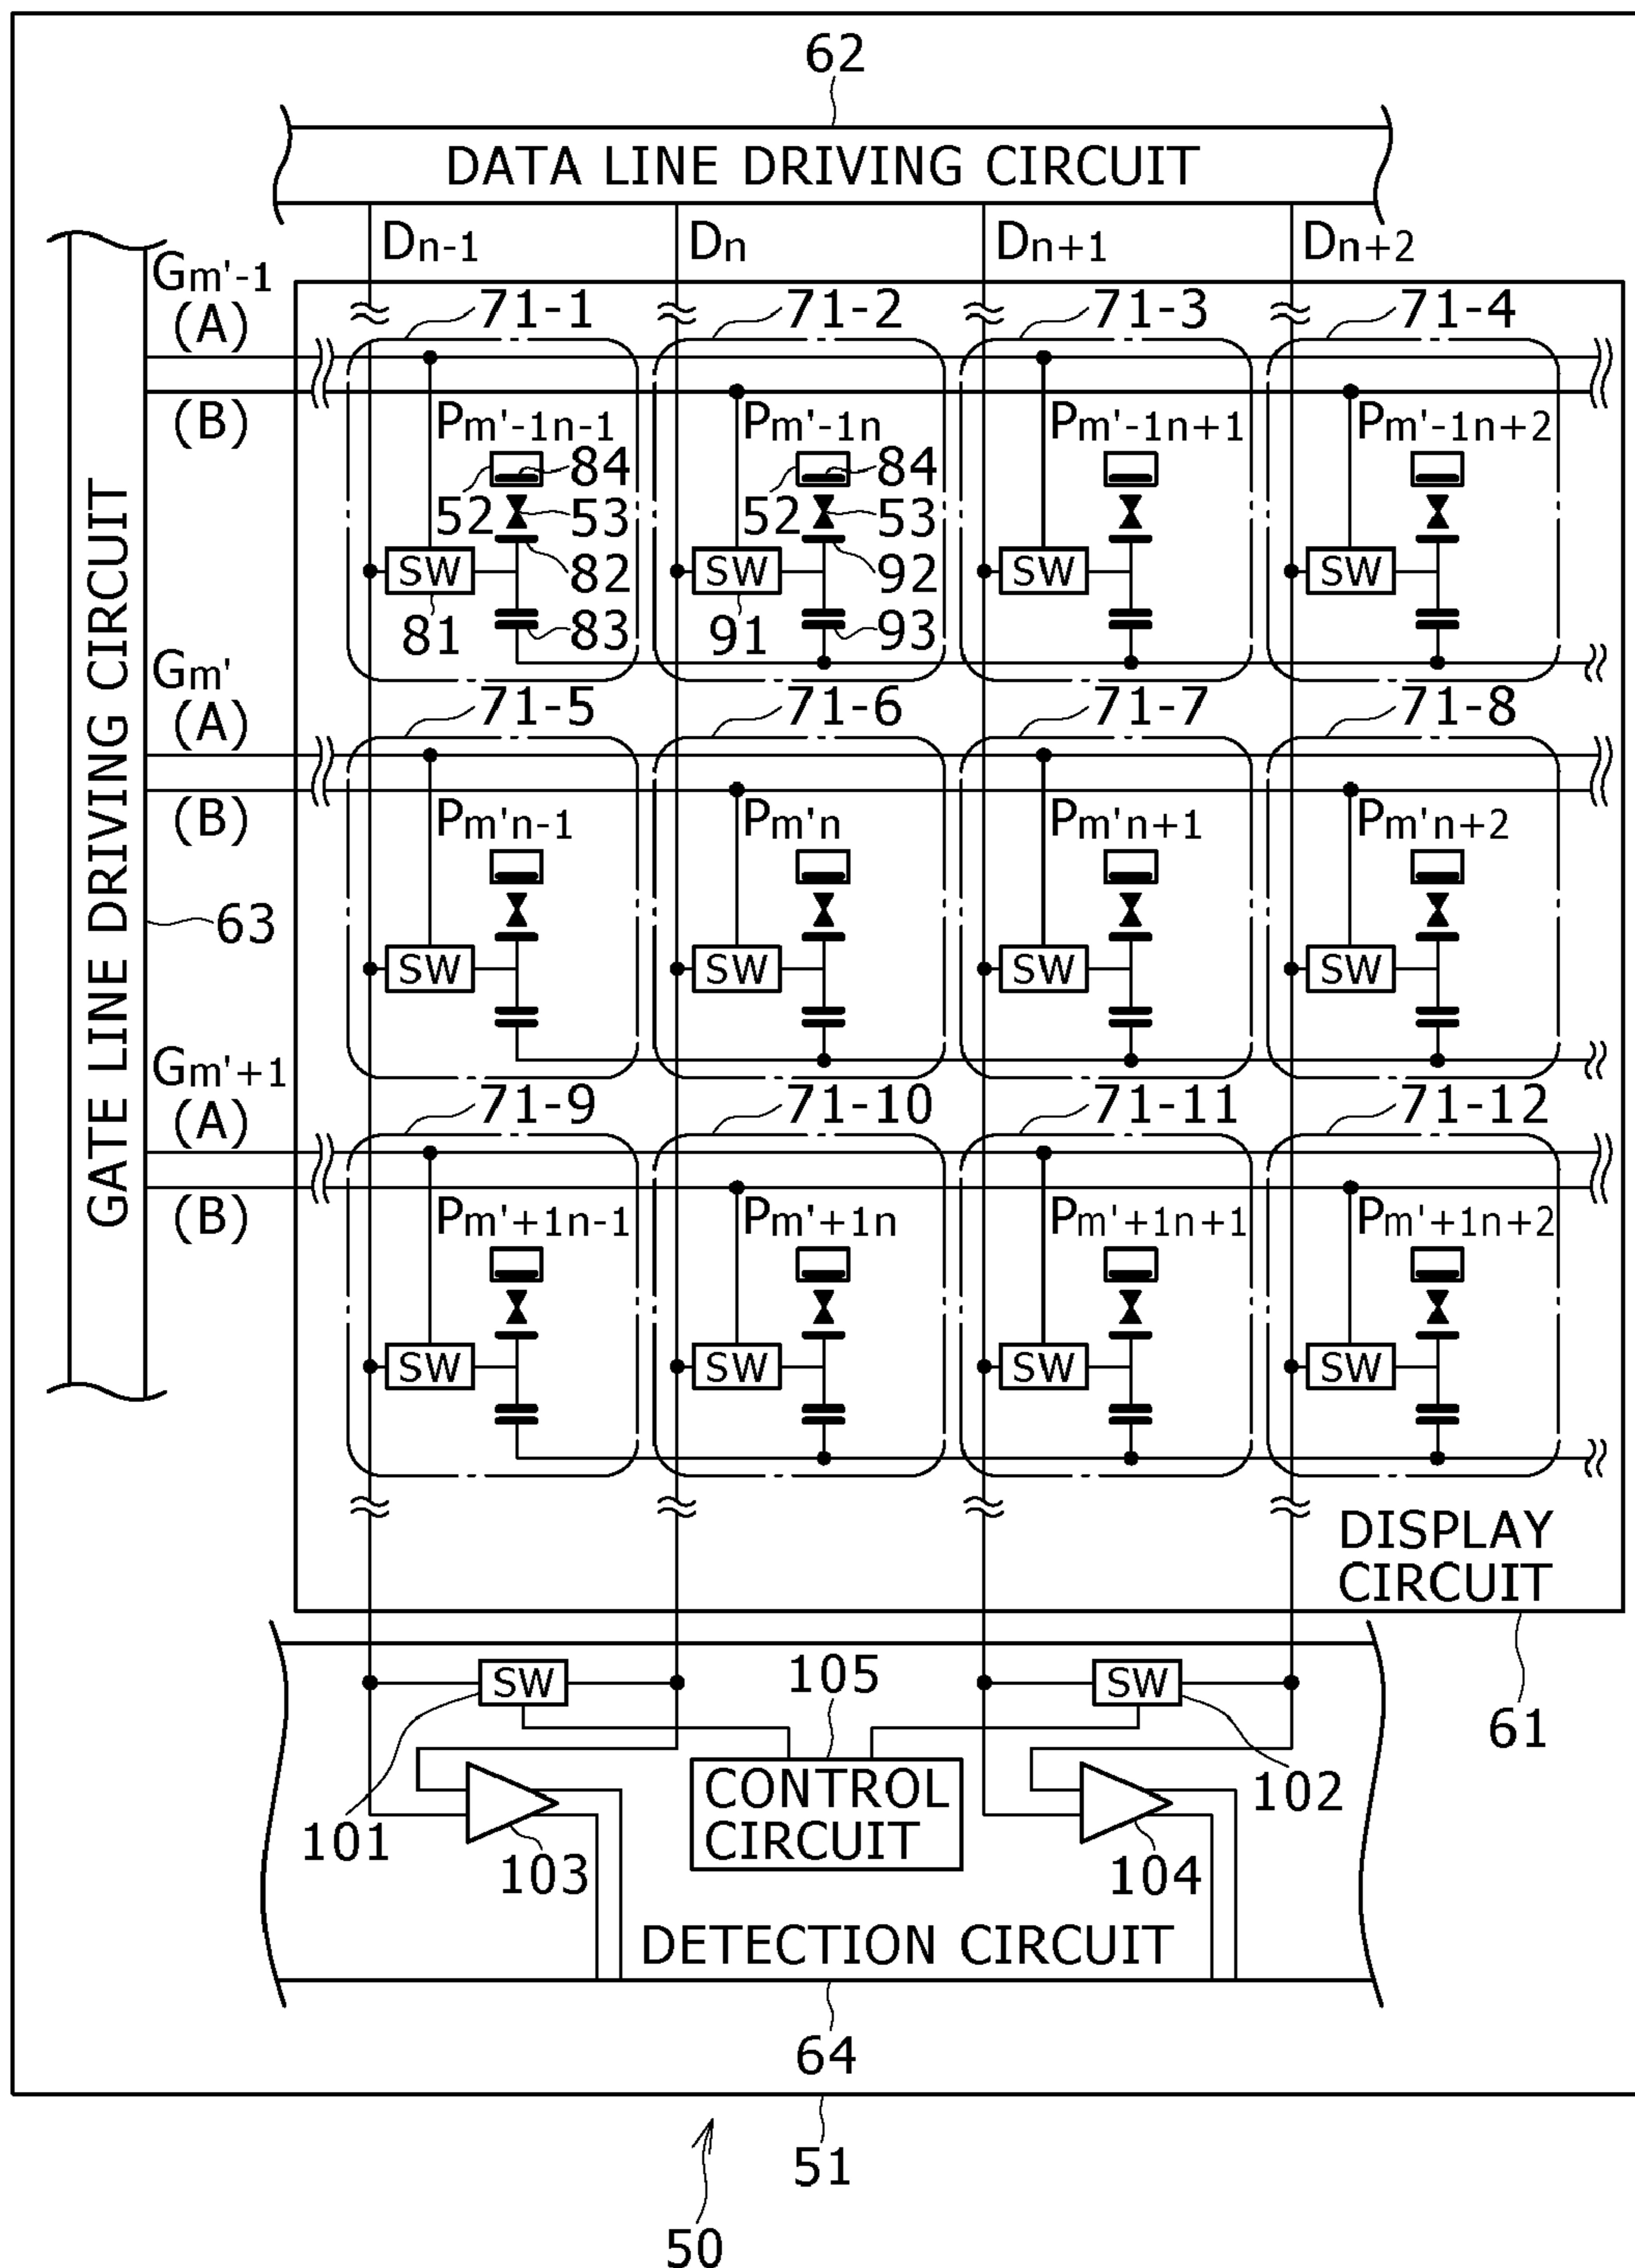 62
DATA LINE DRIVING CIRCUIT
Dn-1 Dn Dn+1 Dn+2
Gm'-1
(A)
71-1 71-2 71-3 71-4
(B)
Pm'-1n-1 Pm'-1n Pm'-1n+1 Pm'-1n+2
84 84
52 53 52 53
SW 82 SW 92 SW SW
81 83 91 93
GATE LINE DRIVING CIRCUIT
63
Gm'
(A)
71-5 71-6 71-7 71-8
(B)
Pm'n-1 Pm'n Pm'n+1 Pm'n+2
SW SW SW SW
Gm'+1
(A)
71-9 71-10 71-11 71-12
(B)
Pm'+1n-1 Pm'+1n Pm'+1n+1 Pm'+1n+2
SW SW SW SW
DISPLAY
CIRCUIT
61
SW 105 SW
CONTROL
CIRCUIT
101 103 104 102
DETECTION CIRCUIT
64
51
50